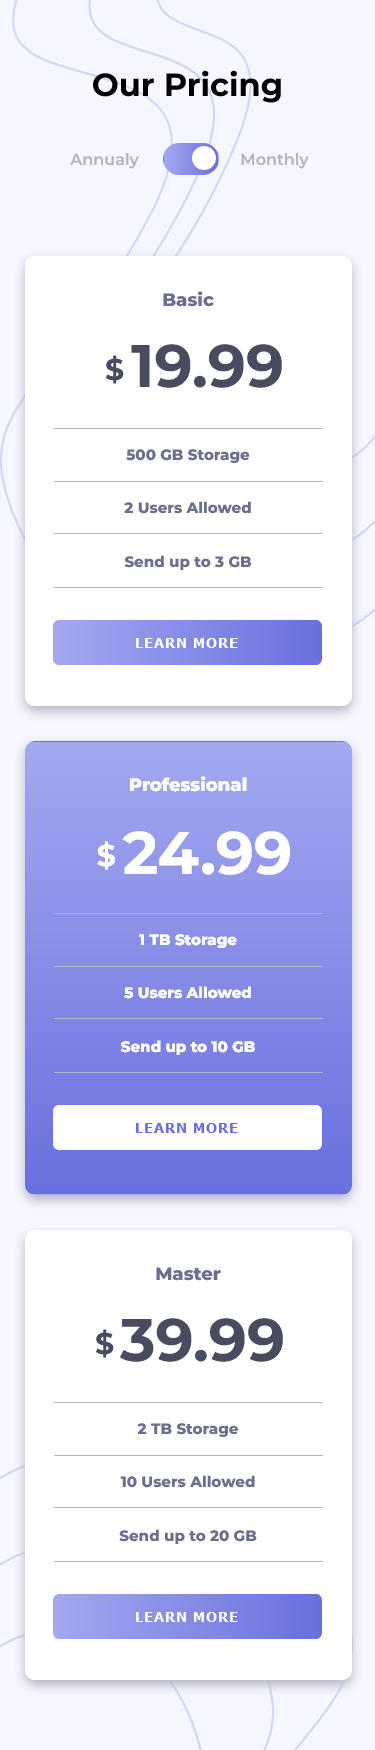 Our Pricing
Annualy Monthly
Basic
$ 19.99
500 GB Storage
2 Users Allowed
Send up to 3 GB
LEARN MORE
Professional
$ 24.99
1 TB Storage
5 Users Allowed
Send up to 10 GB
LEARN MORE
Master
$ 39.99
2 TB Storage
10 Users Allowed
Send up to 20 GB
LEARN MORE